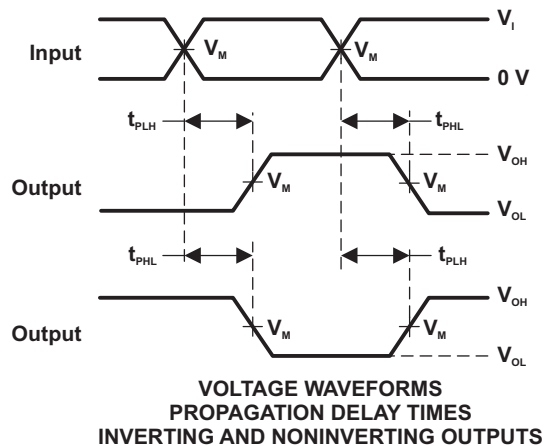 V_I
Input
V_M
V_M
0 V
t_PLH
t_PHL
V_OH
Output
V_M
V_M
V_OL
t_PHL
t_PLH
V_OH
Output
V_M
V_M
V_OL
VOLTAGE WAVEFORMS
PROPAGATION DELAY TIMES
INVERTING AND NONINVERTING OUTPUTS